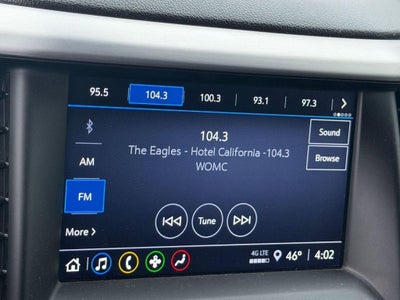 95.5 104.3 100.3 93.1 97.3
104.3
Sound
The Eagles - Hotel California -104.3
WOMC
Browse
AM
FM
Tune
More
4G LTE 46° 4:02